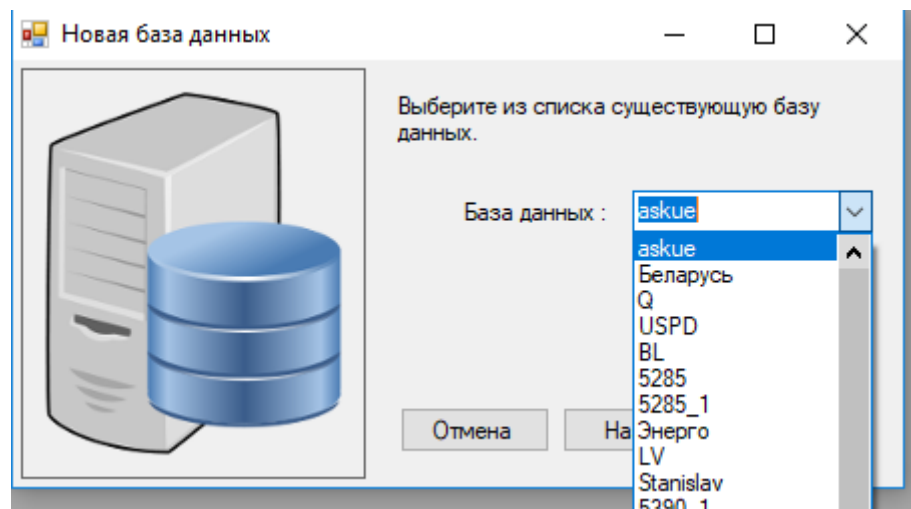 Новая база данных
Выберите из списка существующую базу
данных.
База данных : askue
askue
Беларусь
Q
USPD
BL
5285
5285_1
Энерго
LV
Stanislav
5390_1
Отмена